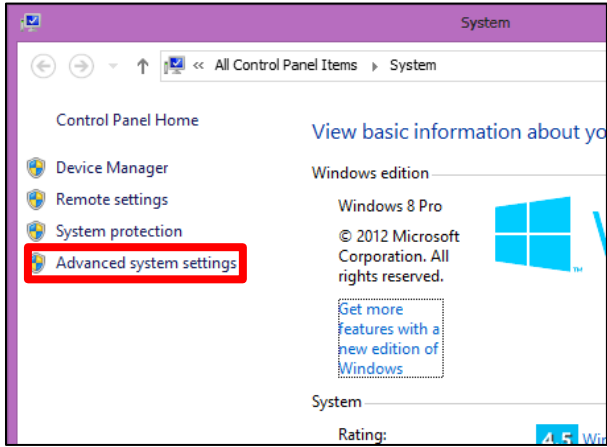 System
« All Control Panel Items ▸ System
Control Panel Home
Device Manager
Remote settings
System protection
Advanced system settings
View basic information about yo
Windows edition
Windows 8 Pro
© 2012 Microsoft
Corporation. All
rights reserved.
Get more
features with a
new edition of
Windows
TM
System
Rating:
4.5 Win